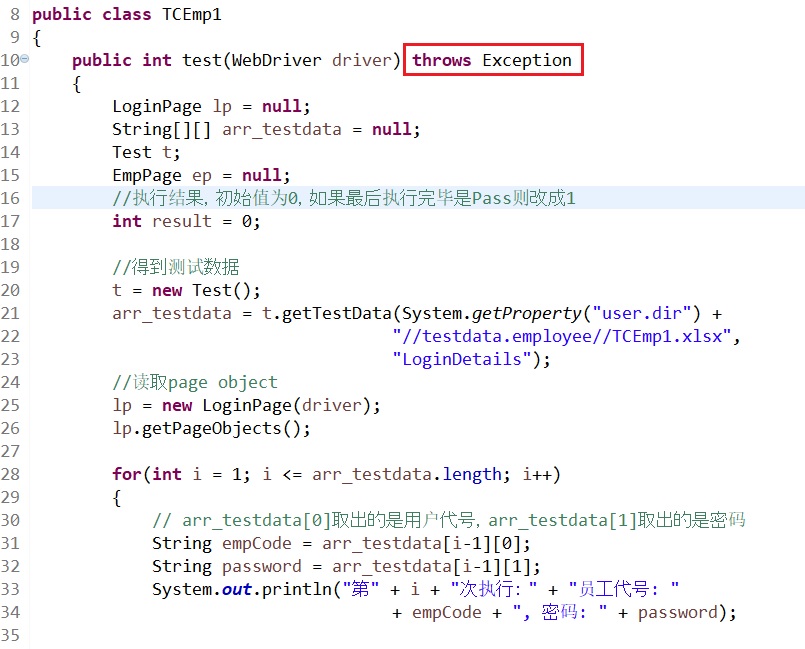 8 public class TCEmp1
9 {
10 public int test(WebDriver driver) throws Exception
11 {
12 LoginPage lp = null;
13 String[][] arr_testdata = null;
14 Test t;
15 EmpPage ep = null;
16 //执行结果, 初始值为0, 如果最后执行完毕是Pass则改成1
17 int result = 0;
18
19 //得到测试数据
20 t = new Test();
21 arr_testdata = t.getTestData(System.getProperty("user.dir") +
22 "//testdata.employee//TCEmp1.xlsx",
23 "LoginDetails");
24 //读取page object
25 lp = new LoginPage(driver);
26 lp.getPageObjects();
27
28 for(int i = 1; i <= arr_testdata.length; i++)
29 {
30 // arr_testdata[0]取出的是用户代号, arr_testdata[1]取出的是密码
31 String empCode = arr_testdata[i-1][0];
32 String password = arr_testdata[i-1][1];
33 System.out.println("第" + i + "次执行: " + "员工代号: "
34 + empCode + ", 密码: " + password);
35